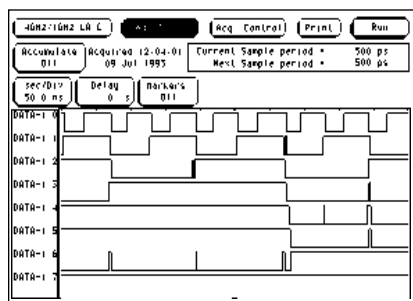 4GHz/1GHz LA C
Acq. Control
Print
Run
Accumulate
Off
Acquired 12:04:01
09 Jul 1993
Current Sample period = 500 ps
Next Sample period = 500 ps
sec/Div
50.0 ns
Delay
0 s
Markers
Off
DATA-1 0
DATA-1 1
DATA-1 2
DATA-1 3
DATA-1 4
DATA-1 5
DATA-1 6
DATA-1 7